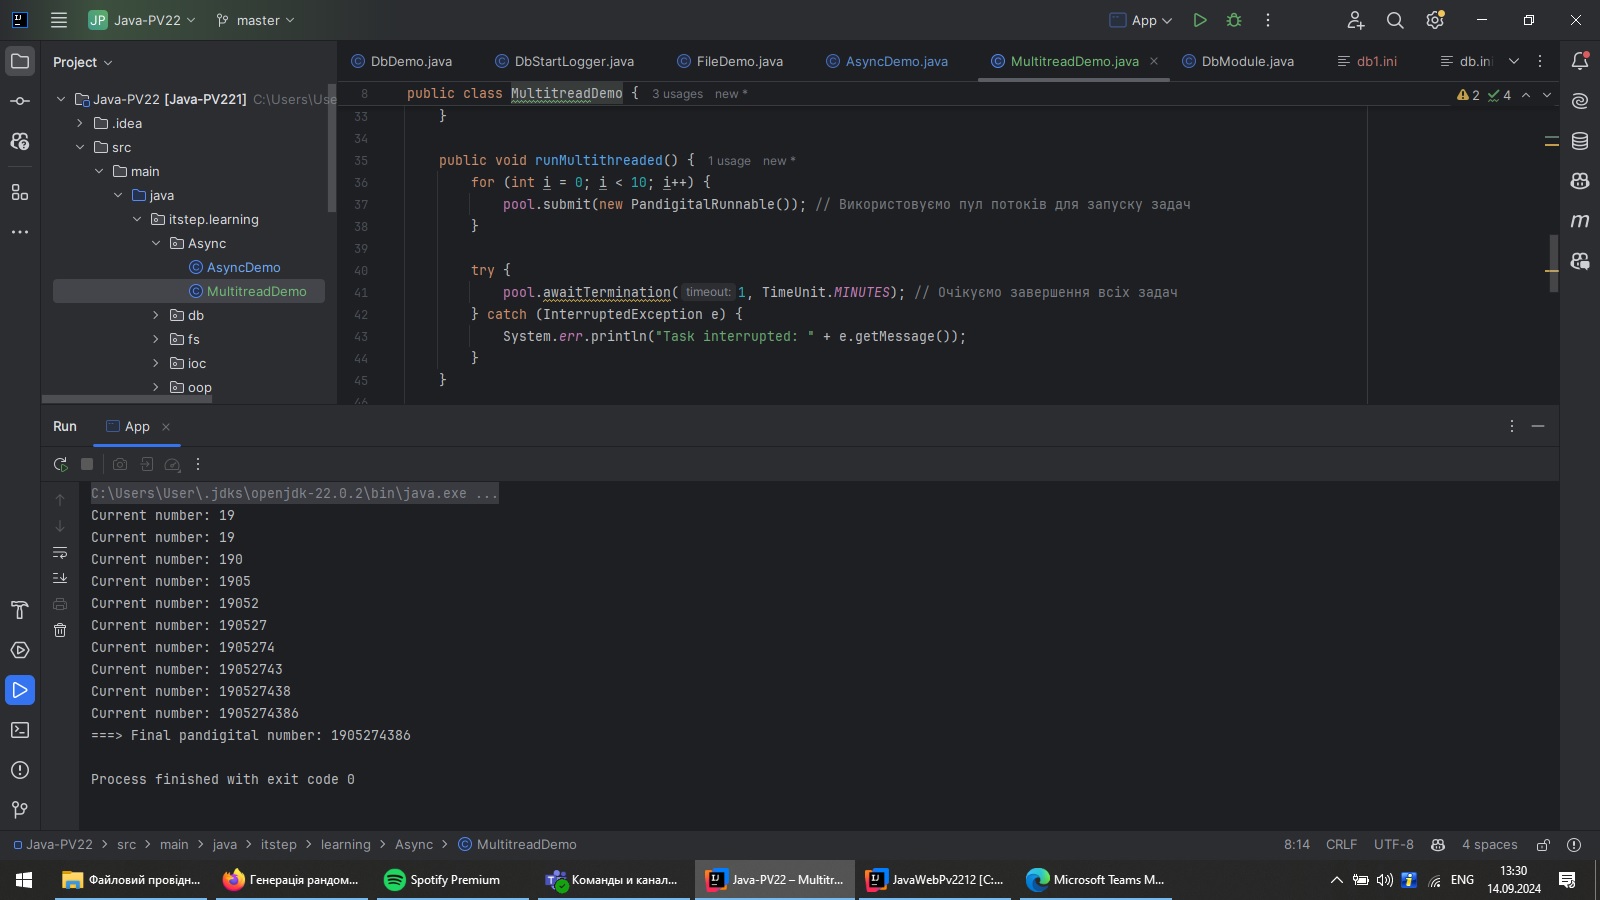 JP Java-PV22 master App
Project
DbDemo.java DbStartLogger.java FileDemo.java AsyncDemo.java MultitreadDemo.java DbModule.java db1.ini db.ini
Java-PV22 [Java-PV221] C:\Users\Use
.idea
src
main
java
itstep.learning
Async
AsyncDemo
MultitreadDemo
db
fs
ioc
oop
8 public class MultitreadDemo { 3 usages new *
2 4
33 }
34
35 public void runMultithreaded() { 1 usage new *
36 for (int i = 0; i < 10; i++) {
37 pool.submit(new PandigitalRunnable()); // Використовуємо пул потоків для запуску задач
38 }
39
40 try {
41 pool.awaitTermination( timeout: 1, TimeUnit.MINUTES); // Очікуємо завершення всіх задач
42 } catch (InterruptedException e) {
43 System.err.println("Task interrupted: " + e.getMessage());
44 }
45 }
46
Run App
C:\Users\User\.jdks\openjdk-22.0.2\bin\java.exe ...
Current number: 19
Current number: 19
Current number: 190
Current number: 1905
Current number: 19052
Current number: 190527
Current number: 1905274
Current number: 19052743
Current number: 190527438
Current number: 1905274386
===> Final pandigital number: 1905274386
Process finished with exit code 0
Java-PV22 > src > main > java > itstep > learning > Async > MultitreadDemo
8:14 CRLF UTF-8 4 spaces
Файловий провідн...
Генерація рандом...
Spotify Premium
Команды и канал...
Java-PV22 – Multitr...
JavaWebPv2212 [C:...
Microsoft Teams M...
ENG
13:30
14.09.2024